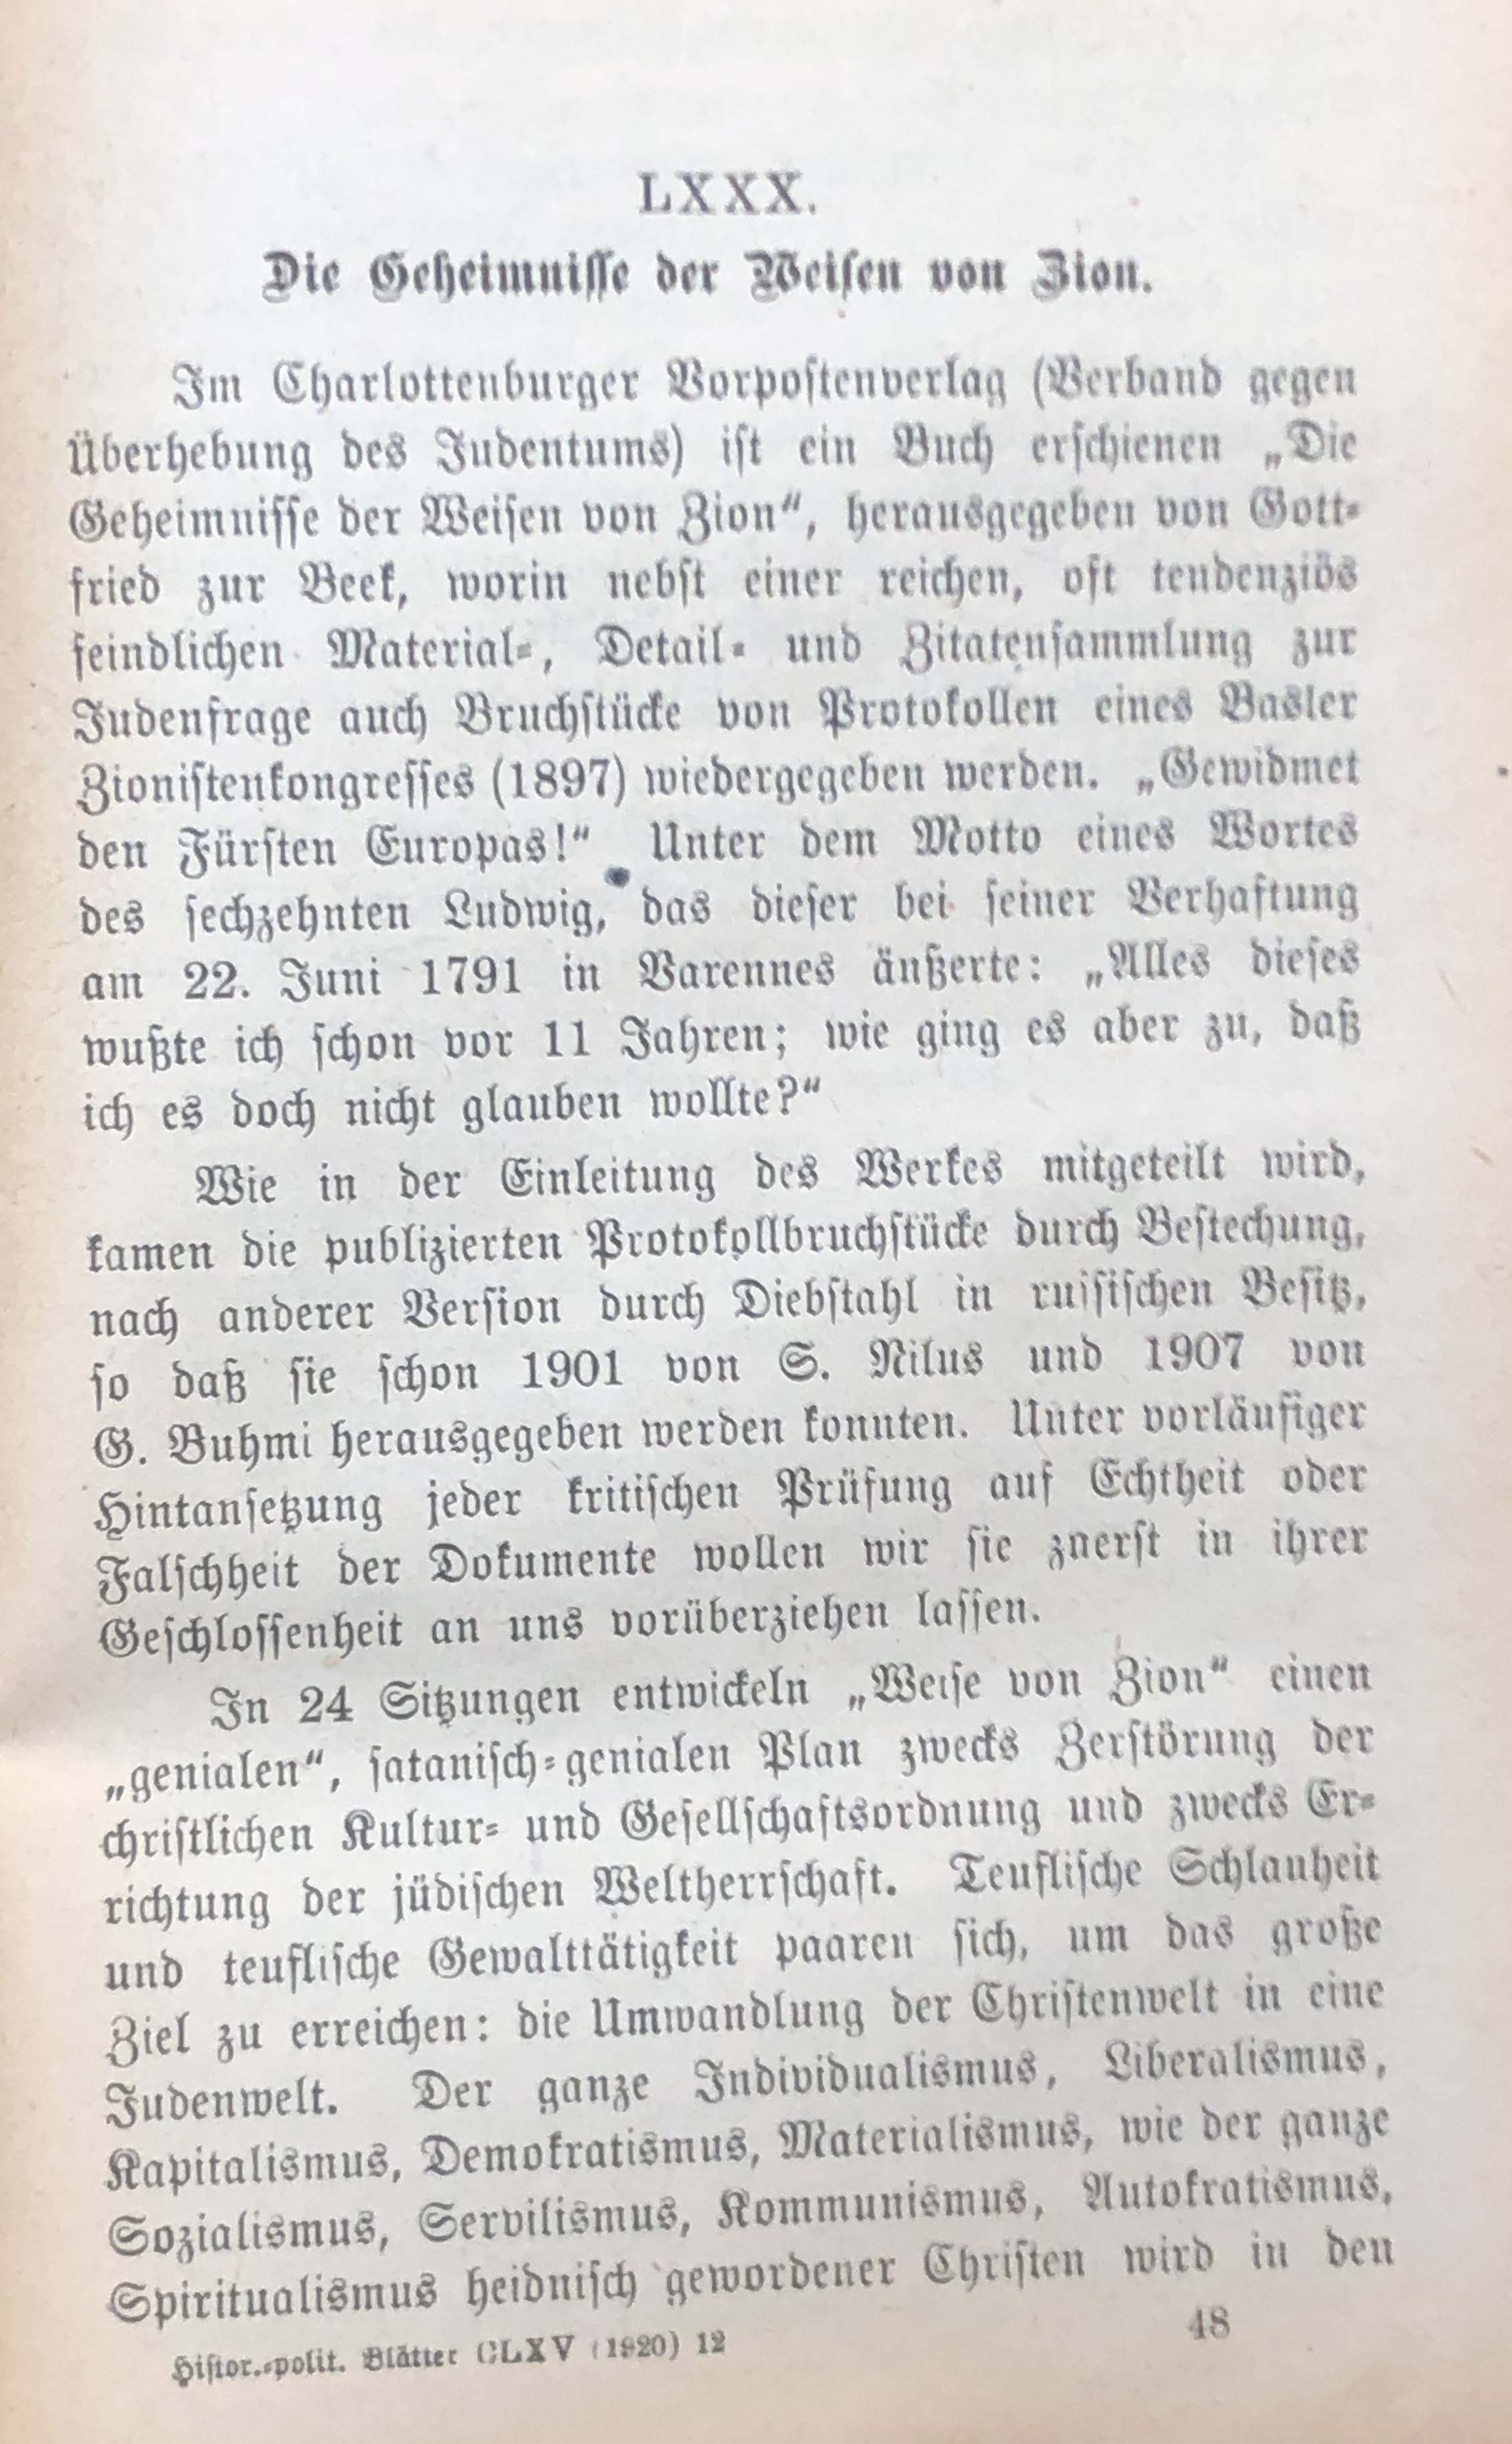 LXXX.
Die Geheimnisse der Weisen von Zion.
Im Charlottenburger Vorpostenverlag (Verband gegen
Überhebung des Judentums) ist ein Buch erschienen „Die
Geheimnisse der Weisen von Zion“, herausgegeben von Gott-
fried zur Beek, worin nebst einer reichen, oft tendenziös
feindlichen Material-, Detail- und Zitatensammlung zur
Judenfrage auch Bruchstücke von Protokollen eines Basler
Zionistenkongresses (1897) wiedergegeben werden. „Gewidmet
den Fürsten Europas!“ Unter dem Motto eines Wortes
des sechzehnten Ludwig, das dieser bei seiner Verhaftung
am 22. Juni 1791 in Varennes äußerte: „Alles dieses
wußte ich schon vor 11 Jahren; wie ging es aber zu, daß
ich es doch nicht glauben wollte?“
Wie in der Einleitung des Werkes mitgeteilt wird,
kamen die publizierten Protokollbruchstücke durch Bestechung,
nach anderer Version durch Diebstahl in russischen Besitz,
so daß sie schon 1901 von S. Nilus und 1907 von
G. Buhmi herausgegeben werden konnten. Unter vorläufiger
Hintansetzung jeder kritischen Prüfung auf Echtheit oder
Falschheit der Dokumente wollen wir sie zuerst in ihrer
Geschlossenheit an uns vorüberziehen lassen.
In 24 Sitzungen entwickeln „Weise von Zion“ einen
„genialen“, satanisch-genialen Plan zwecks Zerstörung der
christlichen Kultur- und Gesellschaftsordnung und zwecks Er-
richtung der jüdischen Weltherrschaft. Teuflische Schlauheit
und teuflische Gewalttätigkeit paaren sich, um das große
Ziel zu erreichen: die Umwandlung der Christenwelt in eine
Judenwelt. Der ganze Individualismus, Liberalismus,
Kapitalismus, Demokratismus, Materialismus, wie der ganze
Sozialismus, Servilismus, Kommunismus, Autokratismus,
Spiritualismus heidnisch gewordener Christen wird in den
Histor.-polit. Blätter CLXV (1920) 12
48